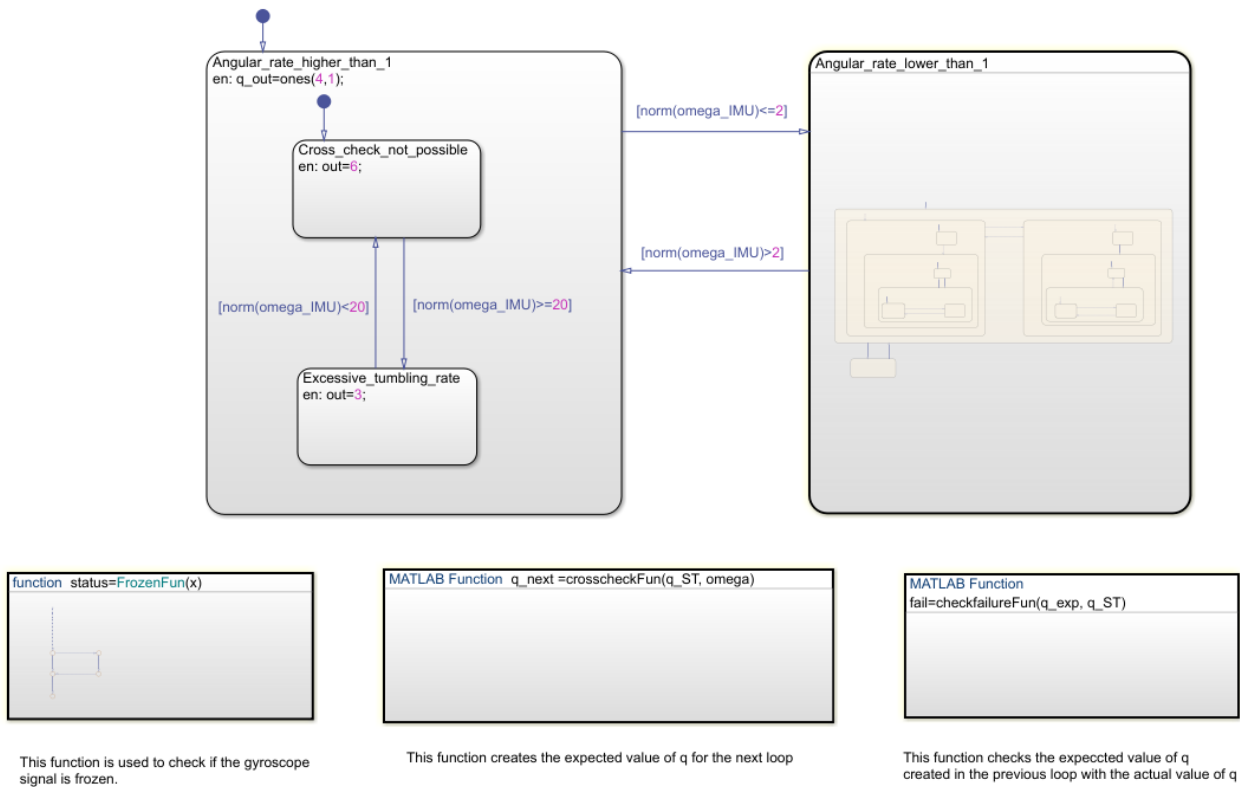 Angular_rate_higher_than_1
en: q_out=ones(4,1);
Cross_check_not_possible
en: out=6;
[norm(omega_IMU)<20]
[norm(omega_IMU)>=20]
Excessive_tumbling_rate
en: out=3;
[norm(omega_IMU)<=2]
[norm(omega_IMU)>2]
Angular_rate_lower_than_1
function status=FrozenFun(x)
This function is used to check if the gyroscope
signal is frozen.
MATLAB Function q_next =crosscheckFun(q_ST, omega)
This function creates the expected value of q for the next loop
MATLAB Function
fail=checkfailureFun(q_exp, q_ST)
This function checks the expeccted value of q
created in the previous loop with the actual value of q